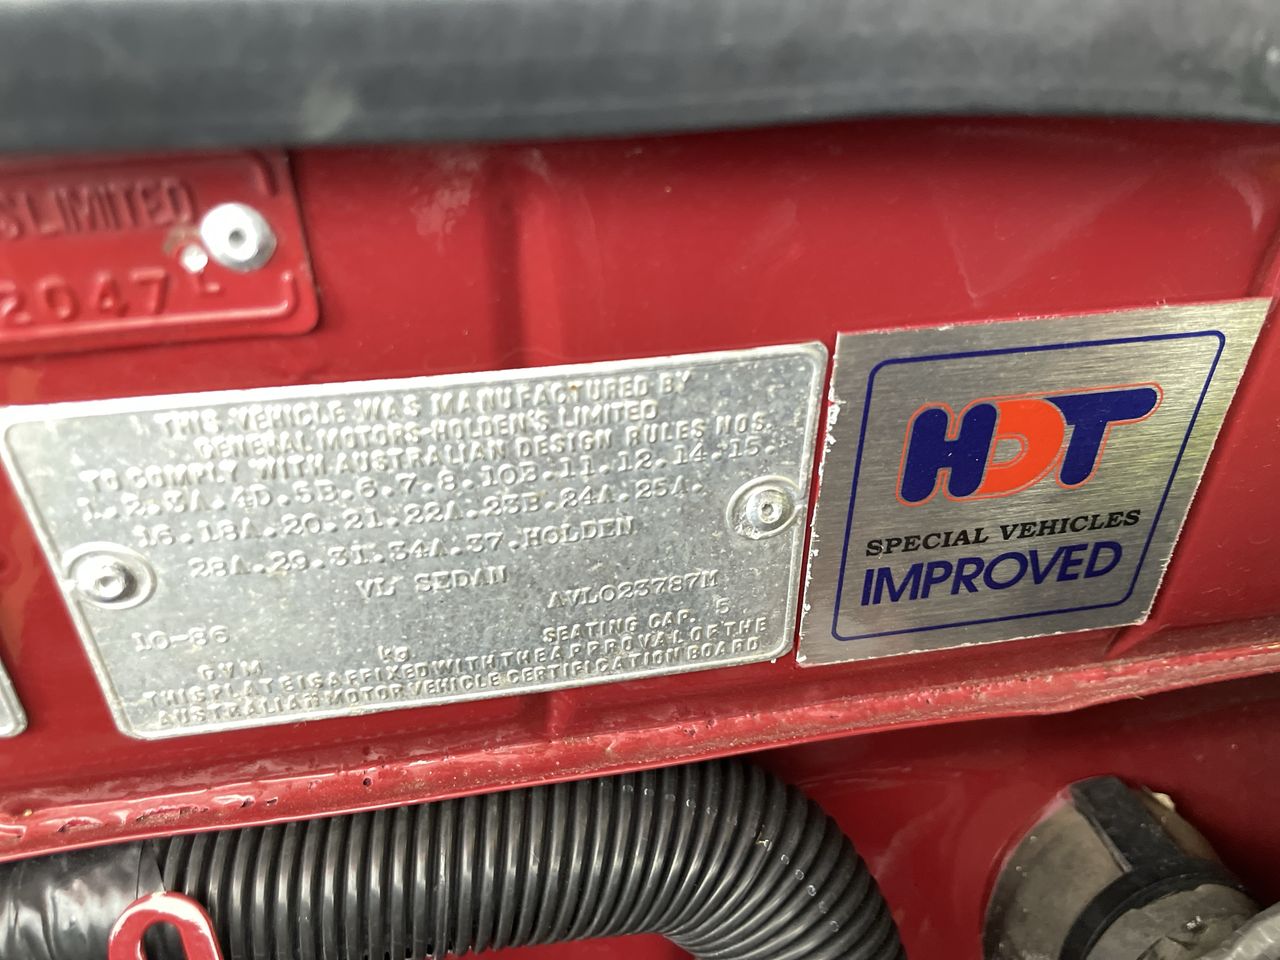 SLIMITED
2047L
THIS VEHICLE WAS MANUFACTURED BY
GENERAL MOTORS-HOLDEN'S LIMITED
TO COMPLY WITH AUSTRALIAN DESIGN RULES NOS.
1.2.3A.4D.5B.6.7.8.10B.11.12.14.15.
16.18A.20.21.22A.23B.24A.25A.
28A.29.31.34A.37.HOLDEN
VL SEDAN
AVL023787M
10-86
SEATING CAP. 5
GVM kg
THIS PLATE IS AFFIXED WITH THE APPROVAL OF THE
AUSTRALIAN MOTOR VEHICLE CERTIFICATION BOARD
HDT
SPECIAL VEHICLES
IMPROVED